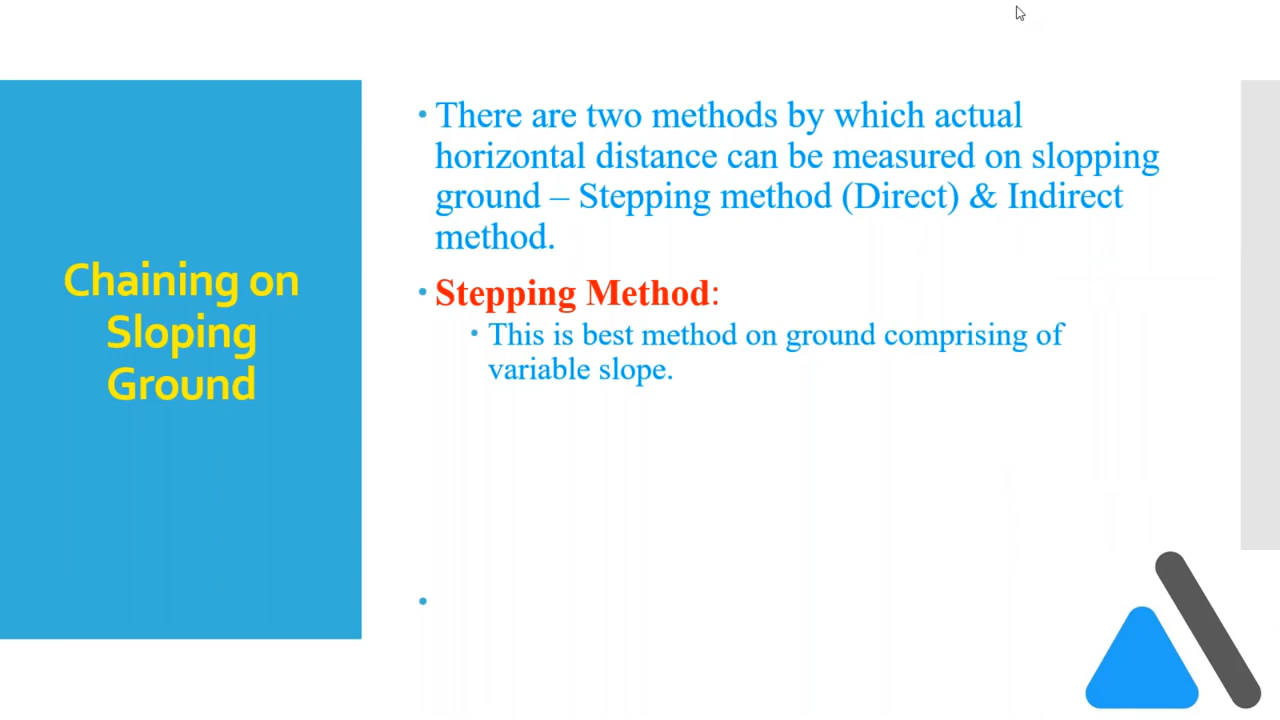 Chaining on
Sloping
Ground
• There are two methods by which actual
horizontal distance can be measured on slopping
ground – Stepping method (Direct) & Indirect
method.
• Stepping Method:
• This is best method on ground comprising of
variable slope.
•